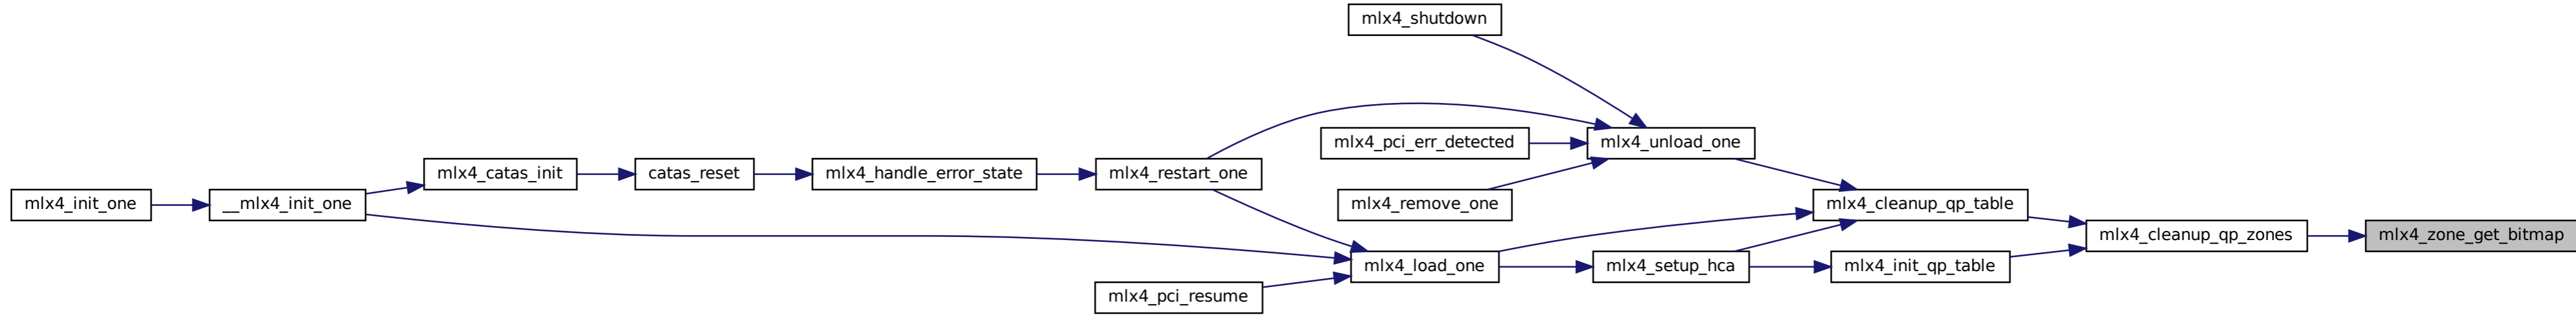 mlx4_shutdown
mlx4_pci_err_detected
mlx4_unload_one
mlx4_catas_init
catas_reset
mlx4_handle_error_state
mlx4_restart_one
mlx4_init_one
__mlx4_init_one
mlx4_remove_one
mlx4_cleanup_qp_table
mlx4_cleanup_qp_zones
mlx4_zone_get_bitmap
mlx4_load_one
mlx4_setup_hca
mlx4_init_qp_table
mlx4_pci_resume